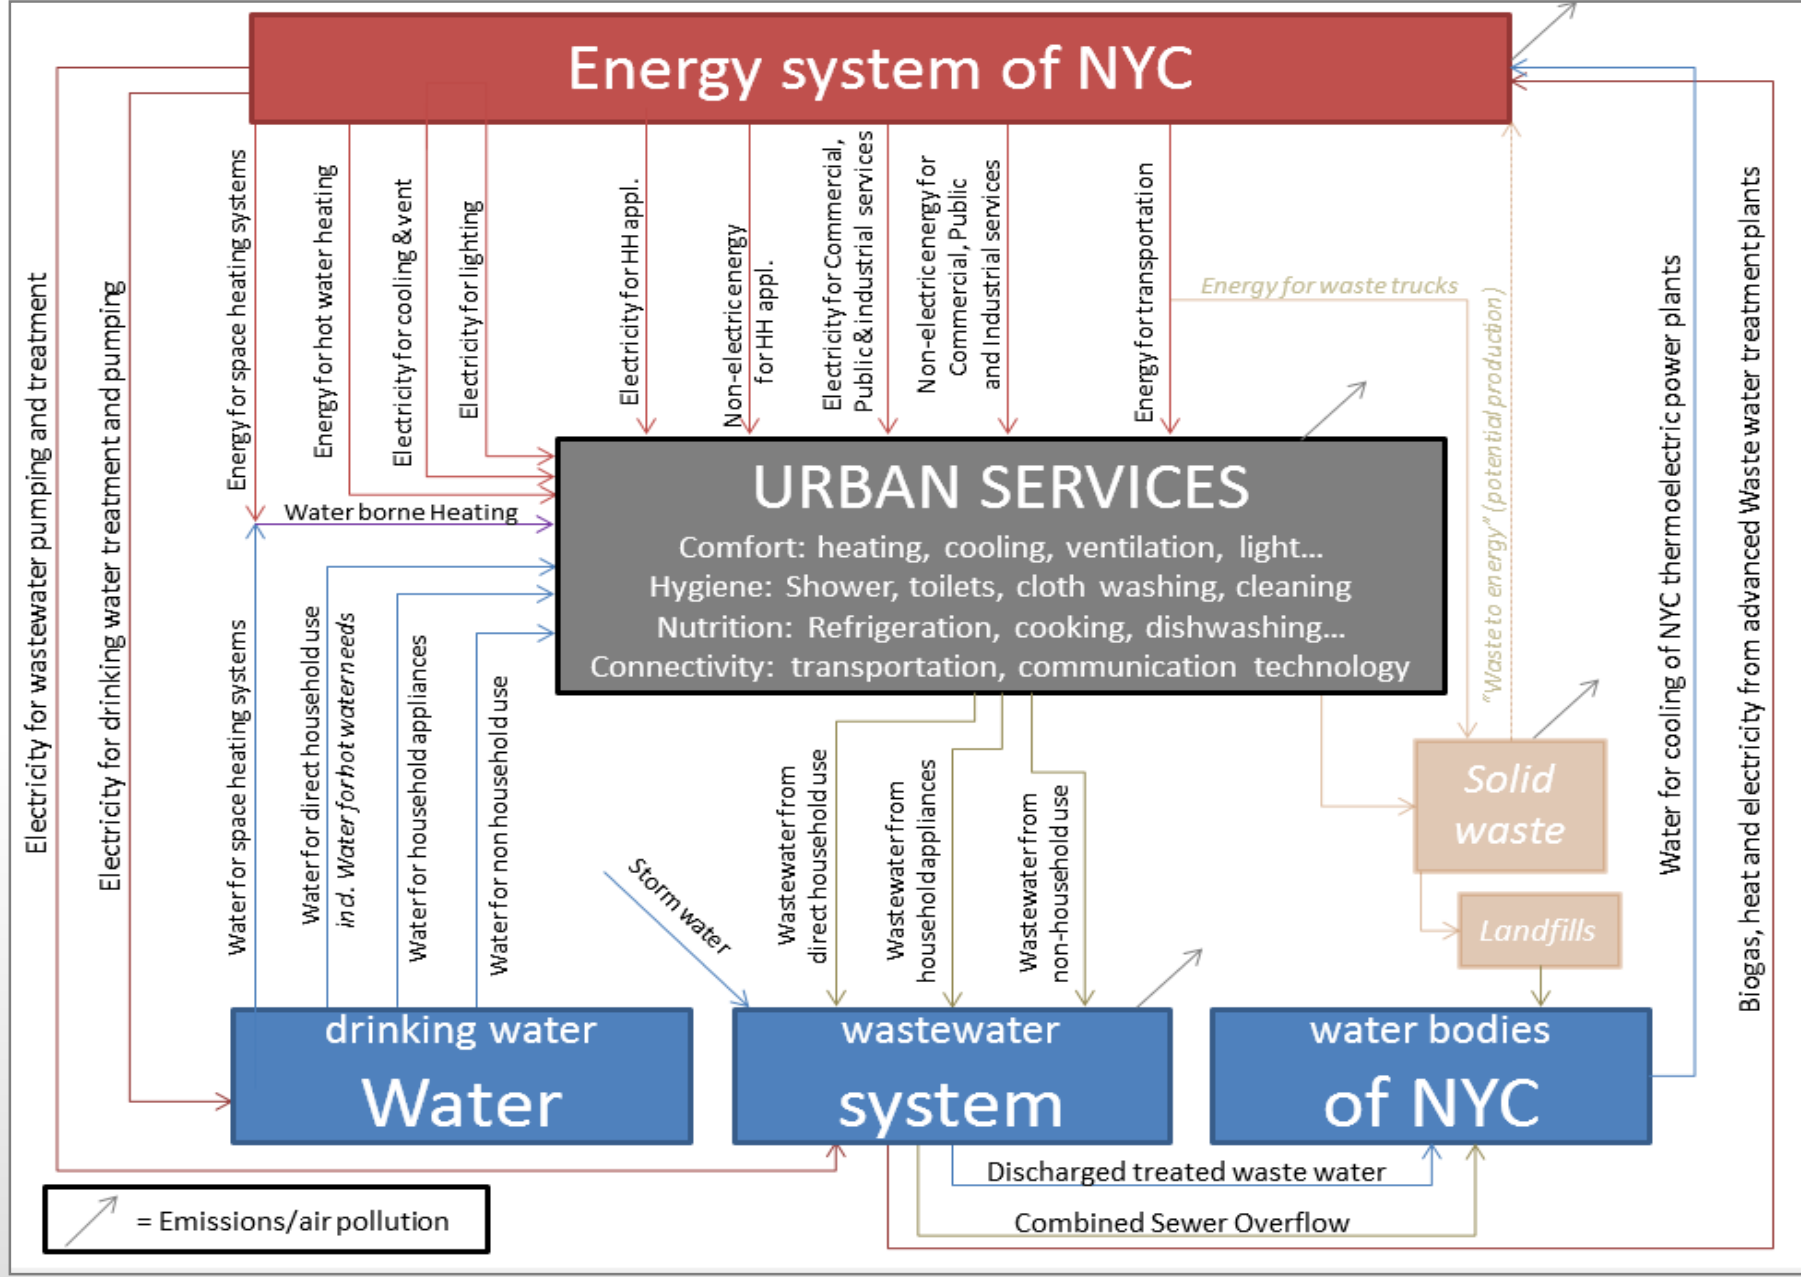 Energy system of NYC
Electricity for wastewater pumping and treatment
Electricity for drinking water treatment and pumping
Energy for space heating systems
Energy for hot water heating
Electricity for cooling & vent
Electricity for lighting
Electricity for HH appl.
Non-electric energy
for HH appl.
Electricity for Commercial,
Public & industrial services
Non-electric energy for
Commercial, Public
and Industrial services
Energy for transportation
Energy for waste trucks
"Waste to energy" (potential production)
Water for cooling of NYC thermoelectric power plants
Biogas, heat and electricity from advanced Waste water treatment plants
Water borne Heating
URBAN SERVICES
Comfort: heating, cooling, ventilation, light...
Hygiene: Shower, toilets, cloth washing, cleaning
Nutrition: Refrigeration, cooking, dishwashing...
Connectivity: transportation, communication technology
Water for space heating systems
Water for direct household use
incl. Water for hot water needs
Water for household appliances
Water for non household use
Storm water
Wastewater from
direct household use
Wastewater from
household appliances
Wastewater from
non-household use
Solid
waste
Landfills
drinking water
Water
wastewater
system
water bodies
of NYC
Discharged treated waste water
Combined Sewer Overflow
= Emissions/air pollution